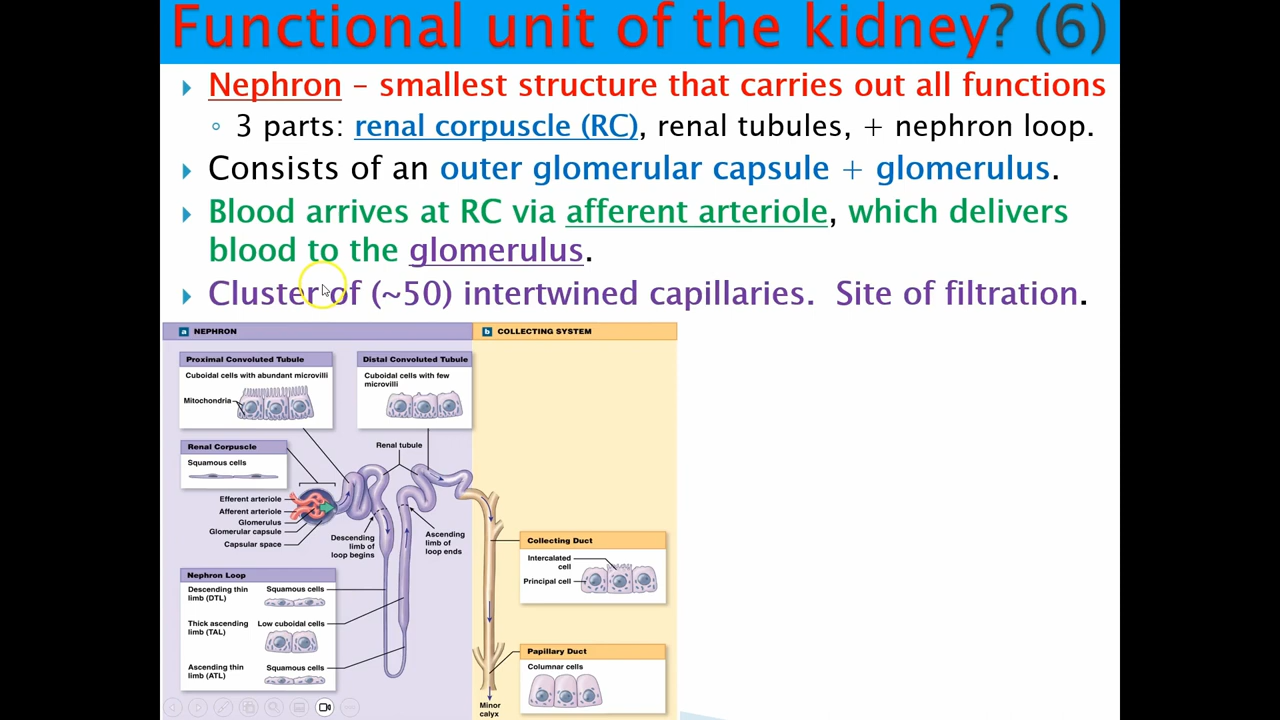 Functional unit of the kidney? (6)
Nephron – smallest structure that carries out all functions
3 parts: renal corpuscle (RC), renal tubules, + nephron loop.
Consists of an outer glomerular capsule + glomerulus.
Blood arrives at RC via afferent arteriole, which delivers
blood to the glomerulus.
Cluster of (~50) intertwined capillaries. Site of filtration.
a NEPHRON
b COLLECTING SYSTEM
Proximal Convoluted Tubule
Cuboidal cells with abundant microvilli
Mitochondria
Distal Convoluted Tubule
Cuboidal cells with few
microvilli
Renal tubule
Renal Corpuscle
Squamous cells
Efferent arteriole
Afferent arteriole
Glomerulus
Glomerular capsule
Capsular space
Descending
limb of
loop begins
Ascending
limb of
loop ends
Collecting Duct
Intercalated
cell
Principal cell
Nephron Loop
Descending thin
limb (DTL)
Squamous cells
Thick ascending
limb (TAL)
Low cuboidal cells
Ascending thin
limb (ATL)
Squamous cells
Papillary Duct
Columnar cells
Minor
calyx